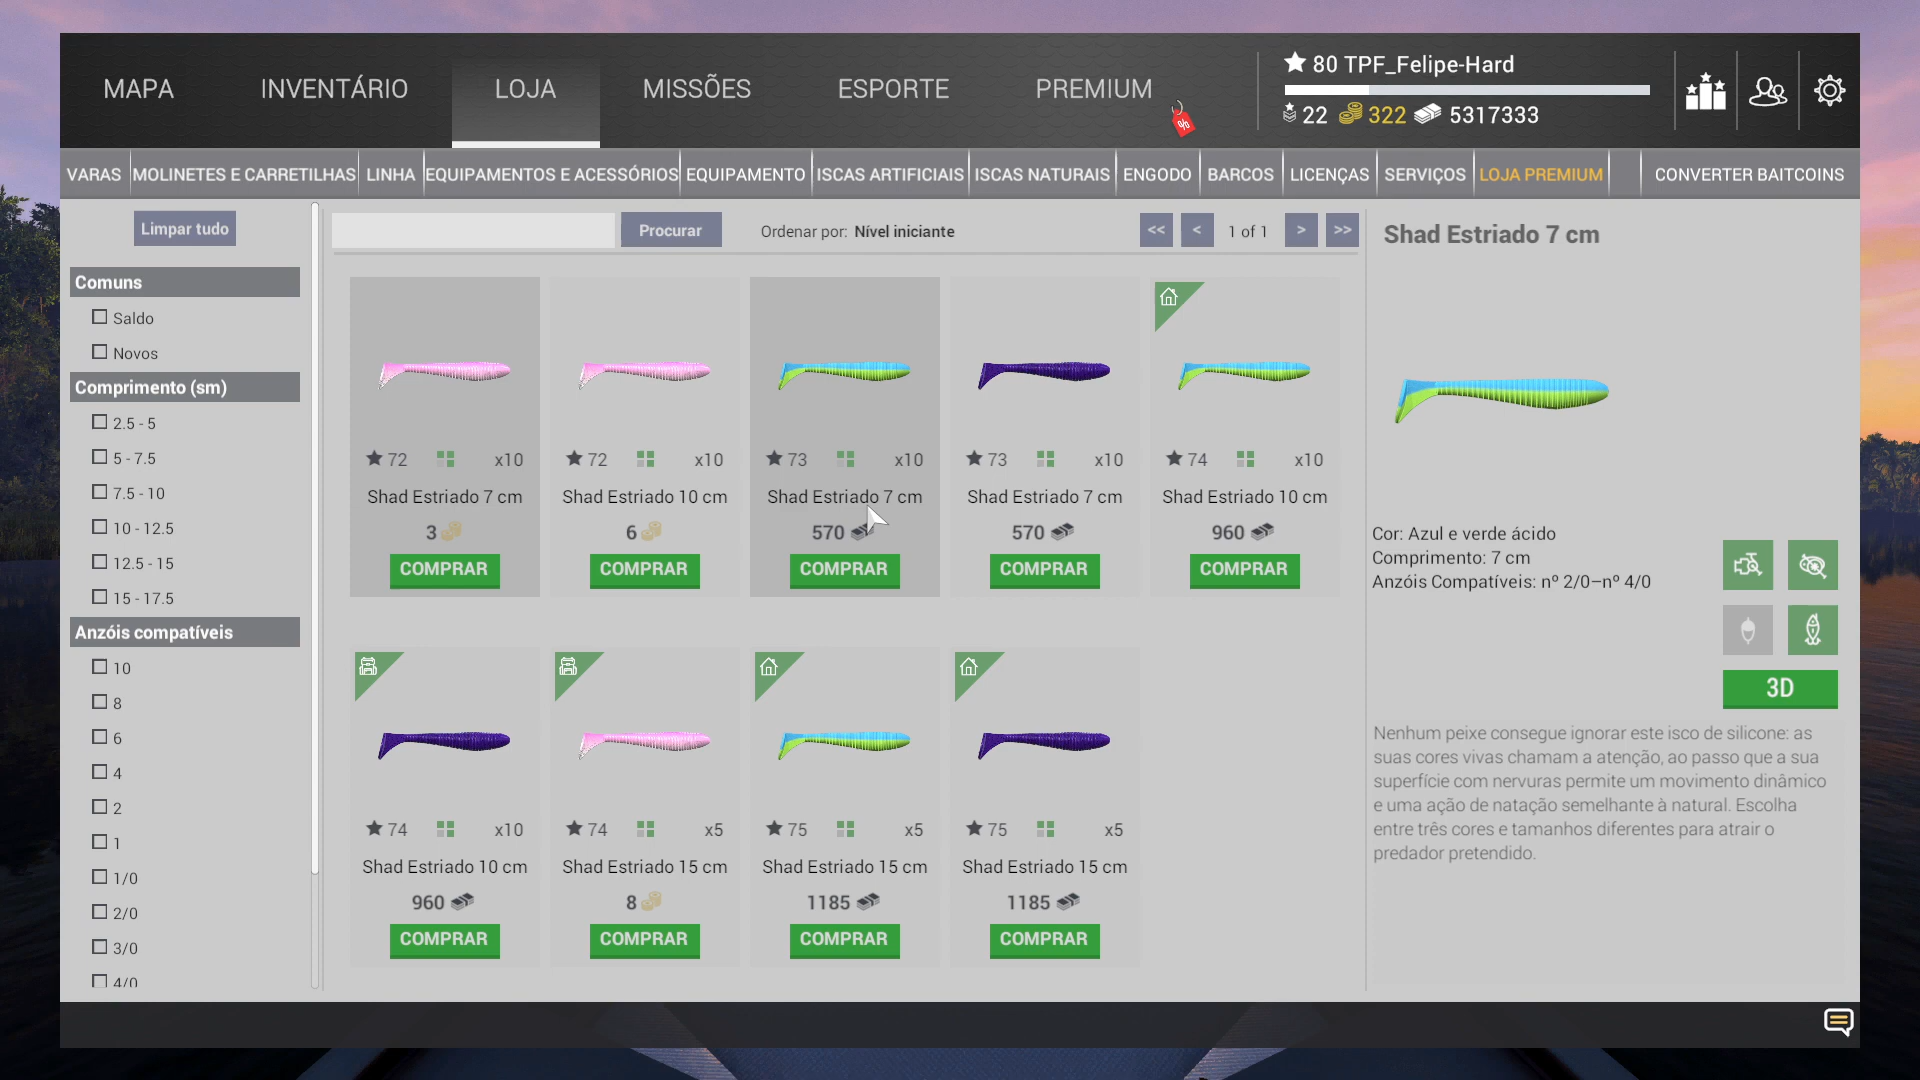 MAPA
INVENTÁRIO
LOJA
MISSÕES
ESPORTE
PREMIUM
%
80 TPF_Felipe-Hard
22 322 5317333
VARAS
MOLINETES E CARRETILHAS
LINHA
EQUIPAMENTOS E ACESSÓRIOS
EQUIPAMENTO
ISCAS ARTIFICIAIS
ISCAS NATURAIS
ENGODO
BARCOS
LICENÇAS
SERVIÇOS
LOJA PREMIUM
CONVERTER BAITCOINS
Limpar tudo
Comuns
Saldo
Novos
Comprimento (sm)
2.5 - 5
5 - 7.5
7.5 - 10
10 - 12.5
12.5 - 15
15 - 17.5
Anzóis compatíveis
10
8
6
4
2
1
1/0
2/0
3/0
4/0
Procurar
Ordenar por: Nível iniciante
<<
<
1 of 1
>
>>
72 x10
Shad Estriado 7 cm
3
COMPRAR
72 x10
Shad Estriado 10 cm
6
COMPRAR
73 x10
Shad Estriado 7 cm
570
COMPRAR
73 x10
Shad Estriado 7 cm
570
COMPRAR
74 x10
Shad Estriado 10 cm
960
COMPRAR
74 x10
Shad Estriado 10 cm
960
COMPRAR
74 x5
Shad Estriado 15 cm
8
COMPRAR
75 x5
Shad Estriado 15 cm
1185
COMPRAR
75 x5
Shad Estriado 15 cm
1185
COMPRAR
Shad Estriado 7 cm
Cor: Azul e verde ácido
Comprimento: 7 cm
Anzóis Compatíveis: nº 2/0–nº 4/0
3D
Nenhum peixe consegue ignorar este isco de silicone: as
suas cores vivas chamam a atenção, ao passo que a sua
superfície com nervuras permite um movimento dinâmico
e uma ação de natação semelhante à natural. Escolha
entre três cores e tamanhos diferentes para atrair o
predador pretendido.